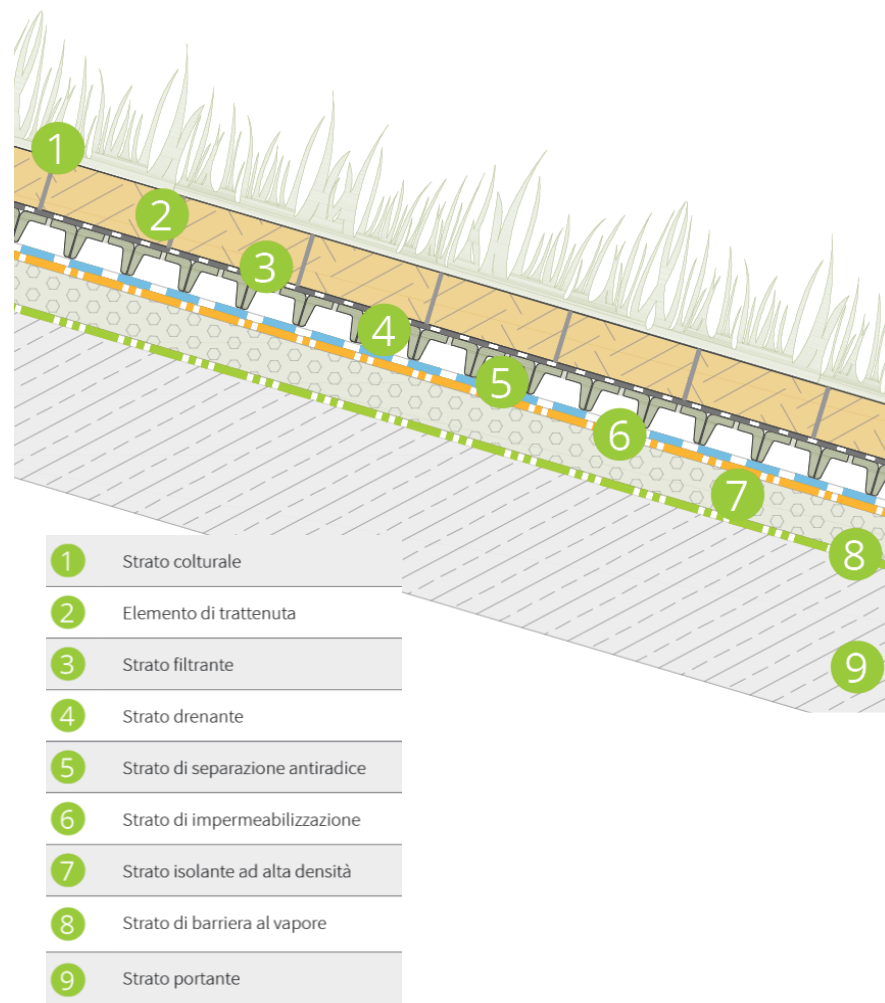 1
2
3
4
5
6
7
8
9
1 Strato colturale
2 Elemento di trattenuta
3 Strato filtrante
4 Strato drenante
5 Strato di separazione antiradice
6 Strato di impermeabilizzazione
7 Strato isolante ad alta densità
8 Strato di barriera al vapore
9 Strato portante